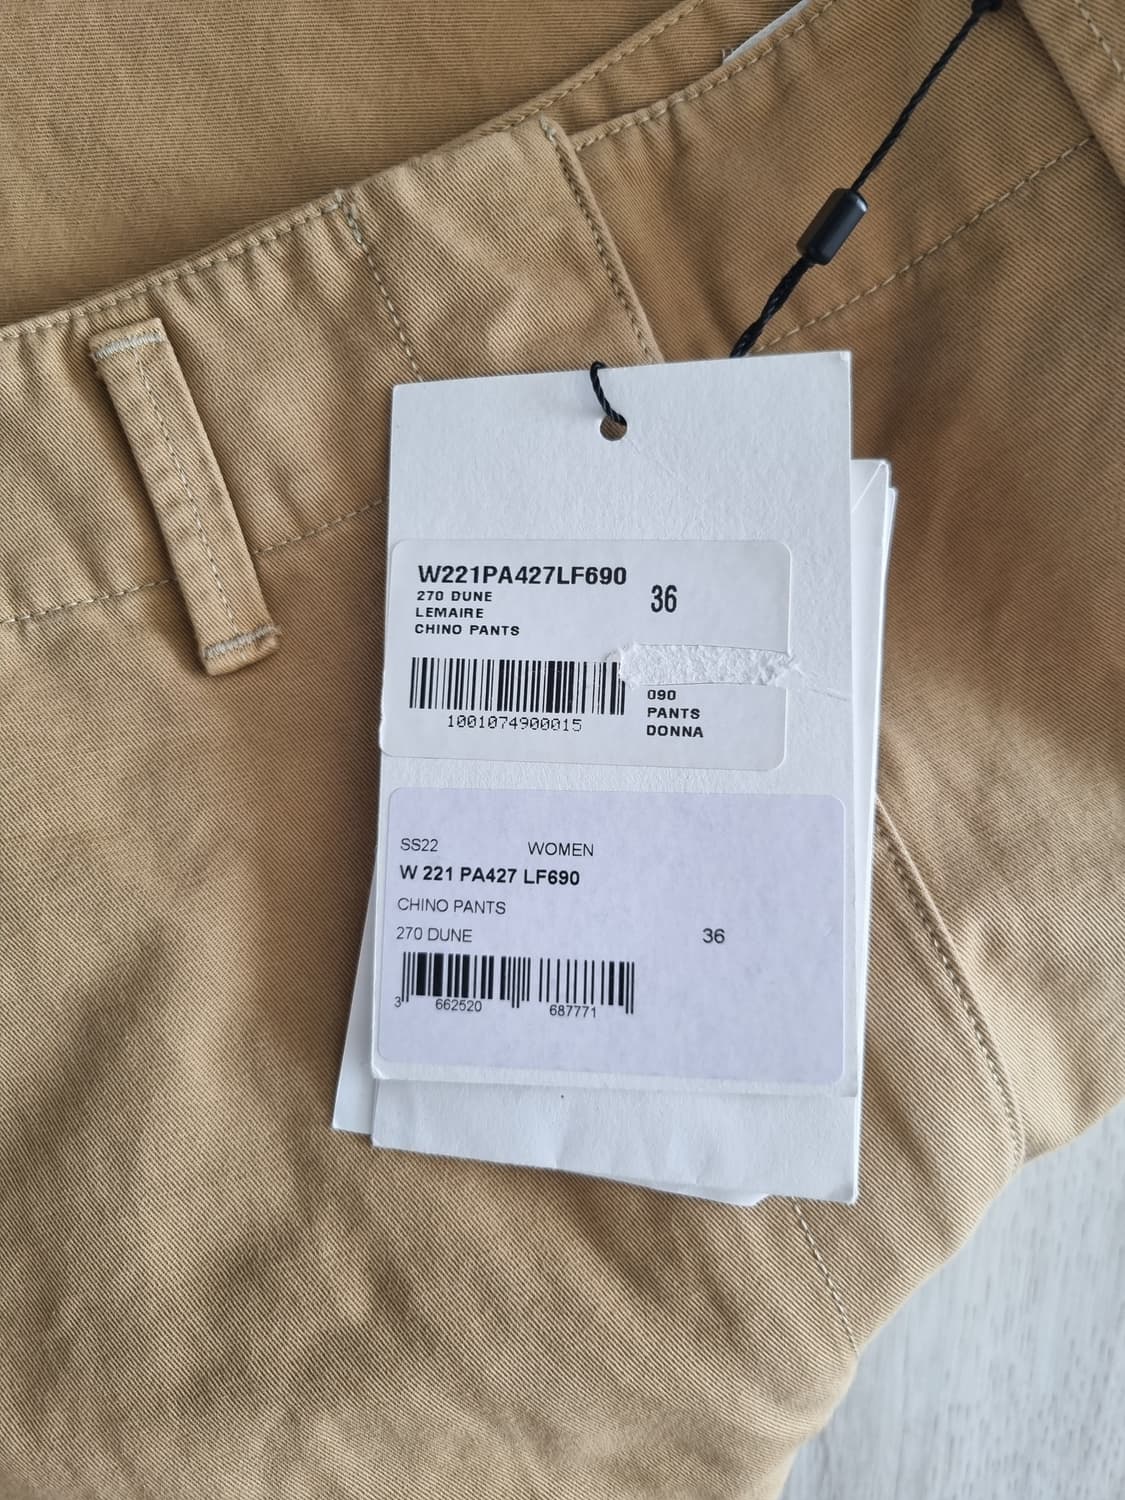 W221PA427LF690
36
270 DUNE
LEMAIRE
CHINO PANTS
1001074900015
090
PANTS
DONNA
SS22 WOMEN
W 221 PA427 LF690
CHINO PANTS
270 DUNE 36
3 662520 687771